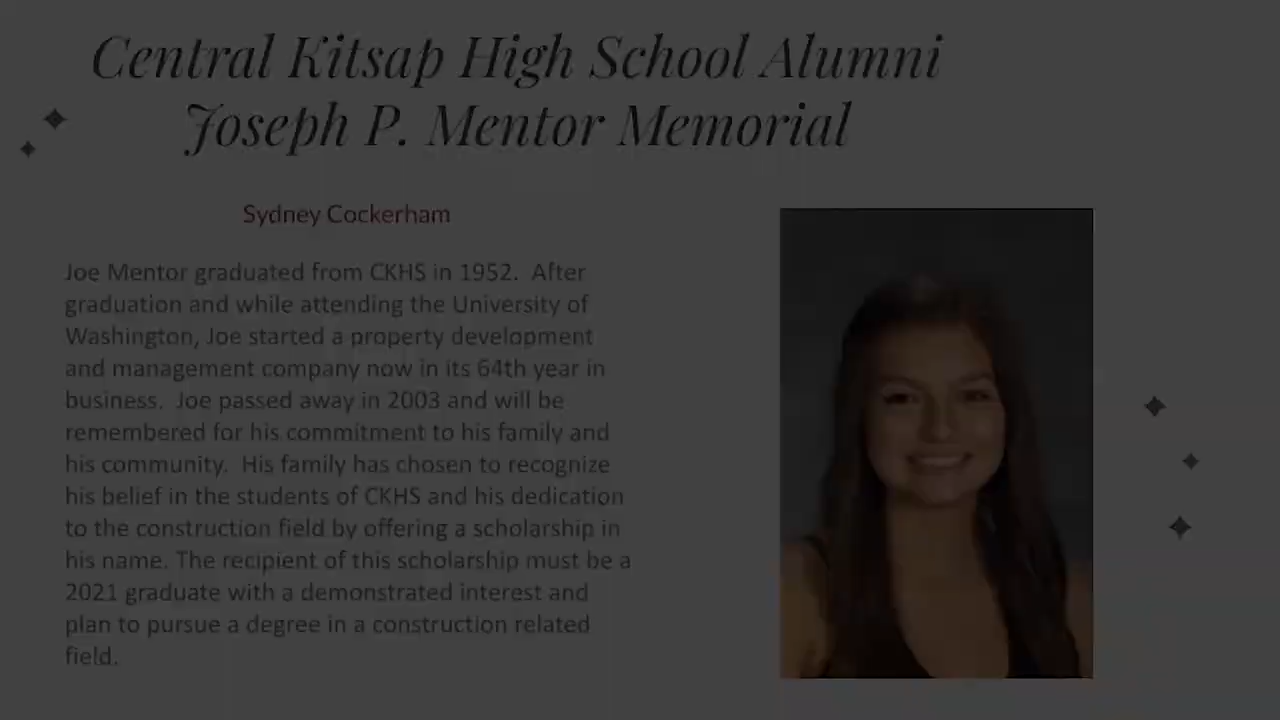 Central Kitsap High School Alumni
Joseph P. Mentor Memorial
Sydney Cockerham
Joe Mentor graduated from CKHS in 1952.  After
graduation and while attending the University of
Washington, Joe started a property development
and management company now in its 64th year in
business.  Joe passed away in 2003 and will be
remembered for his commitment to his family and
his community.  His family has chosen to recognize
his belief in the students of CKHS and his dedication
to the construction field by offering a scholarship in
his name. The recipient of this scholarship must be a
2021 graduate with a demonstrated interest and
plan to pursue a degree in a construction related
field.